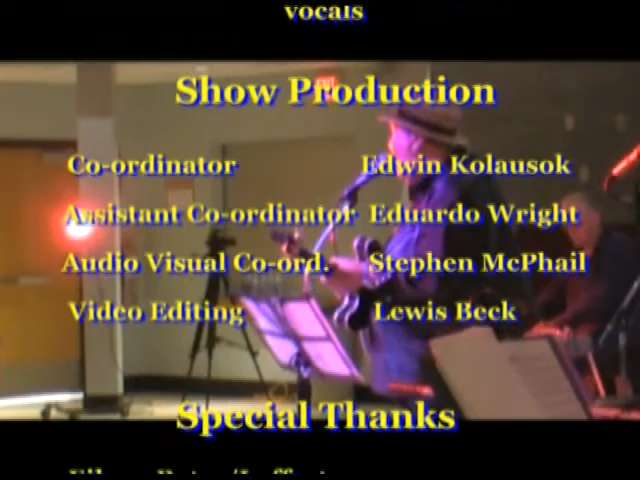 vocals
Show Production
Co-ordinator Edwin Kolausok
Assistant Co-ordinator Eduardo Wright
Audio Visual Co-ord. Stephen McPhail
Video Editing Lewis Beck
Special Thanks